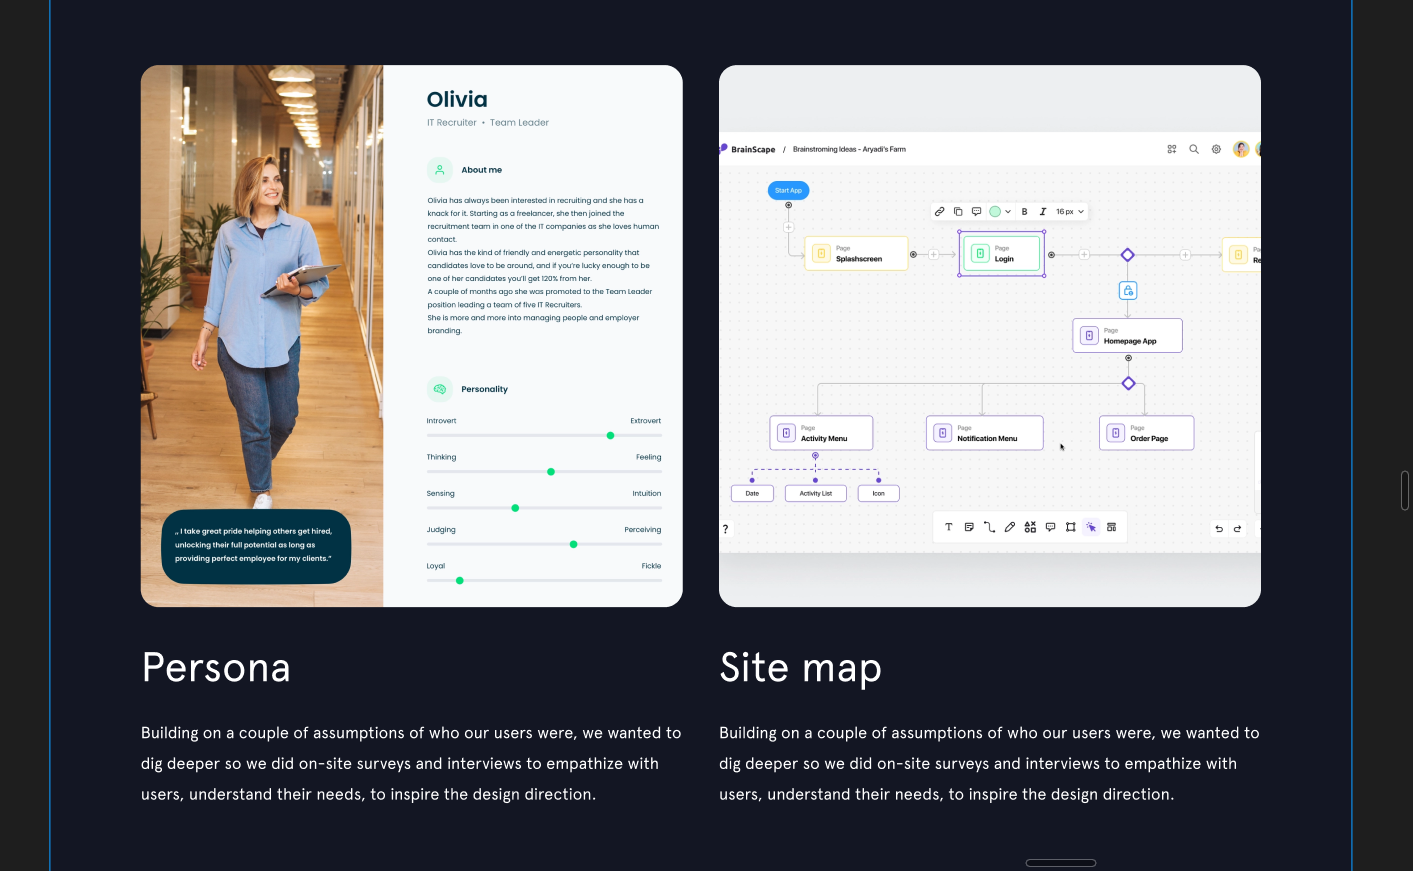 Olivia
IT Recruiter • Team Leader
About me
Olivia has always been interested in recruiting and she has a
knack for it. Starting as a freelancer, she then joined the
recruitment team in one of the IT companies as she loves human
contact.
Olivia has the kind of friendly and energetic personality that
candidates love to be around, and if you're lucky enough to be
one of her candidates you'll get 120% from her.
A couple of months ago she was promoted to the Team Leader
position leading a team of five IT Recruiters.
She is more and more into managing people and employer
branding.
Personality
Introvert Extrovert
Thinking Feeling
Sensing Intuition
Judging Perceiving
Loyal Fickle
„ I take great pride helping others get hired,
unlocking their full potential as long as
providing perfect employee for my clients."
BrainScape / Brainstroming Ideas - Aryadi's Farm
Start App
B I 16 px
Page
Splashscreen
Page
Login
Page
Homepage App
Page
Activity Menu
Page
Notification Menu
Page
Order Page
Date
Activity List
Icon
?
T
Persona
Building on a couple of assumptions of who our users were, we wanted to
dig deeper so we did on-site surveys and interviews to empathize with
users, understand their needs, to inspire the design direction.
Site map
Building on a couple of assumptions of who our users were, we wanted to
dig deeper so we did on-site surveys and interviews to empathize with
users, understand their needs, to inspire the design direction.